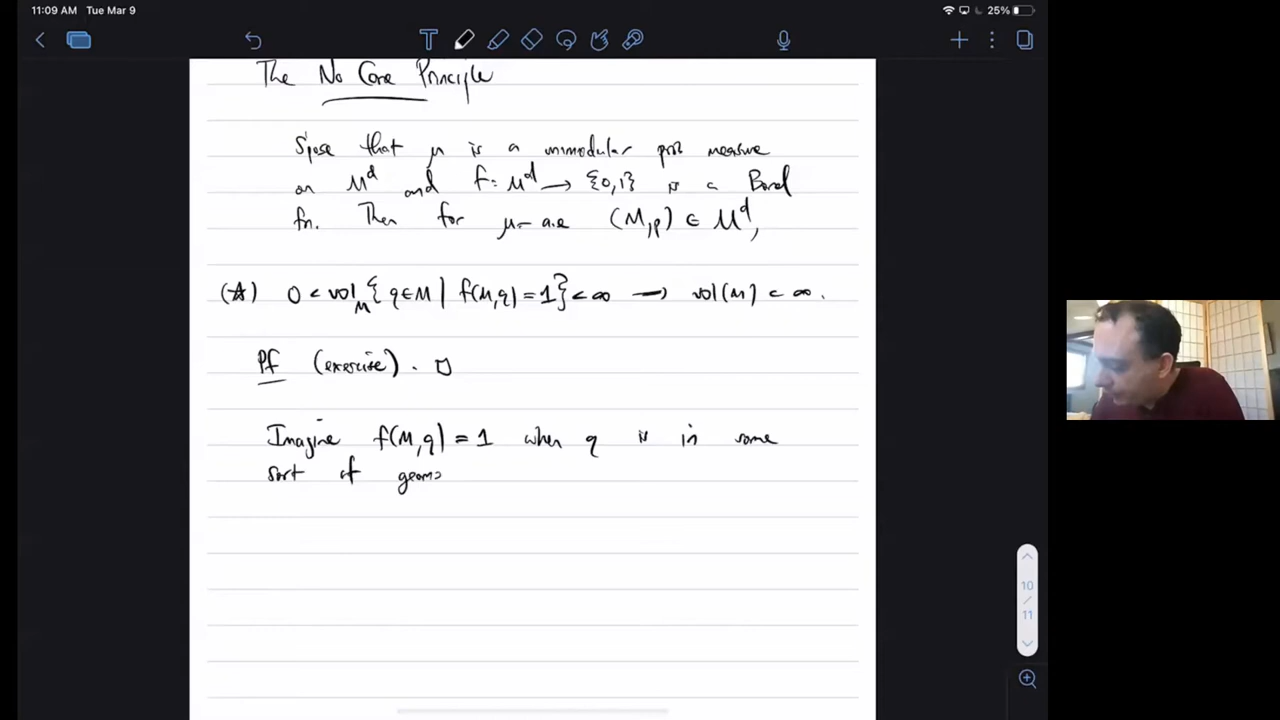 11:09 AM Tue Mar 9
25%
The No Core Principle
S'pose that μ is a unimodular prob measure
on M^d and f: M^d → {0,1} is a Borel
fn. Then for μ-a.e (M,p) ∈ M^d,
(☆) 0 < vol_M { q∈M | f(M,q) = 1 } < ∞ → vol(M) < ∞.
Pf (exercise). □
Imagine f(M,q) = 1 when q is in some
sort of geom
10
/
11